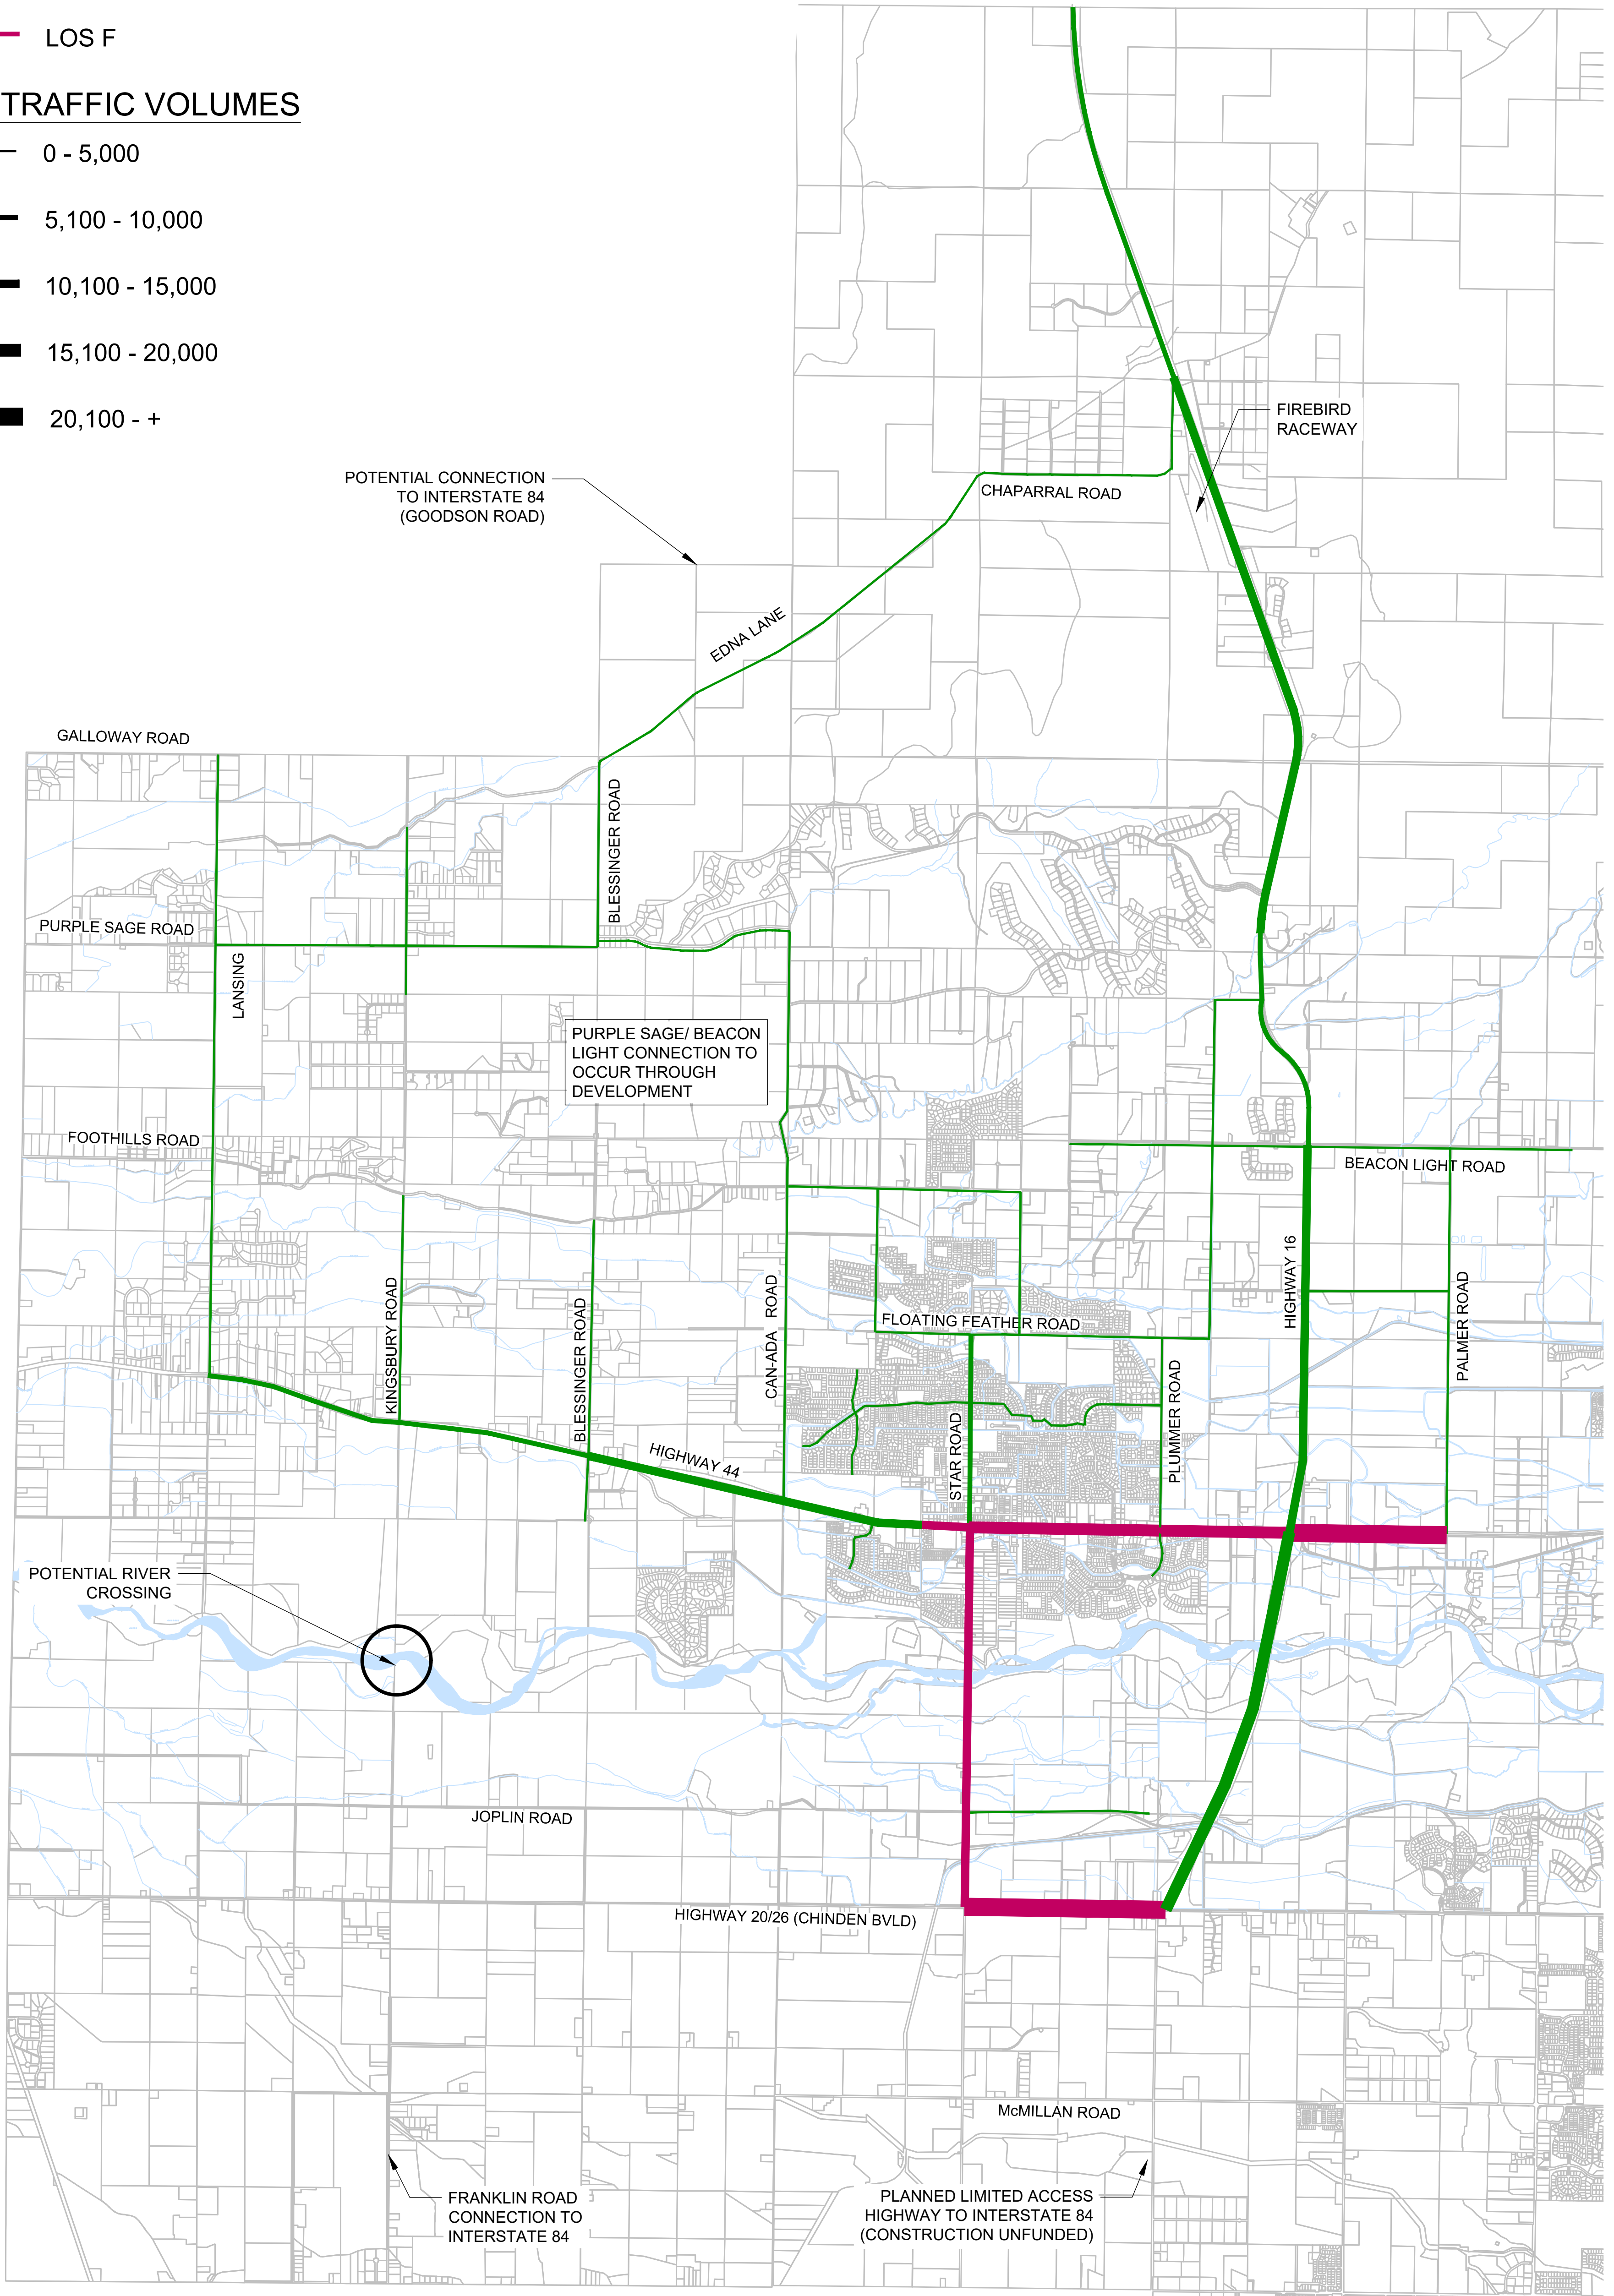 LOS F
TRAFFIC VOLUMES
0 - 5,000
5,100 - 10,000
10,100 - 15,000
15,100 - 20,000
20,100 - +
FIREBIRD
RACEWAY
POTENTIAL CONNECTION
TO INTERSTATE 84
(GOODSON ROAD)
CHAPARRAL ROAD
EDNA LANE
GALLOWAY ROAD
BLESSINGER ROAD
PURPLE SAGE ROAD
LANSING
PURPLE SAGE/ BEACON
LIGHT CONNECTION TO
OCCUR THROUGH
DEVELOPMENT
FOOTHILLS ROAD
BEACON LIGHT ROAD
HIGHWAY 16
PALMER ROAD
KINGSBURY ROAD
BLESSINGER ROAD
CAN-ADA ROAD
FLOATING FEATHER ROAD
STAR ROAD
PLUMMER ROAD
HIGHWAY 44
POTENTIAL RIVER
CROSSING
JOPLIN ROAD
HIGHWAY 20/26 (CHINDEN BVLD)
McMILLAN ROAD
FRANKLIN ROAD
CONNECTION TO
INTERSTATE 84
PLANNED LIMITED ACCESS
HIGHWAY TO INTERSTATE 84
(CONSTRUCTION UNFUNDED)